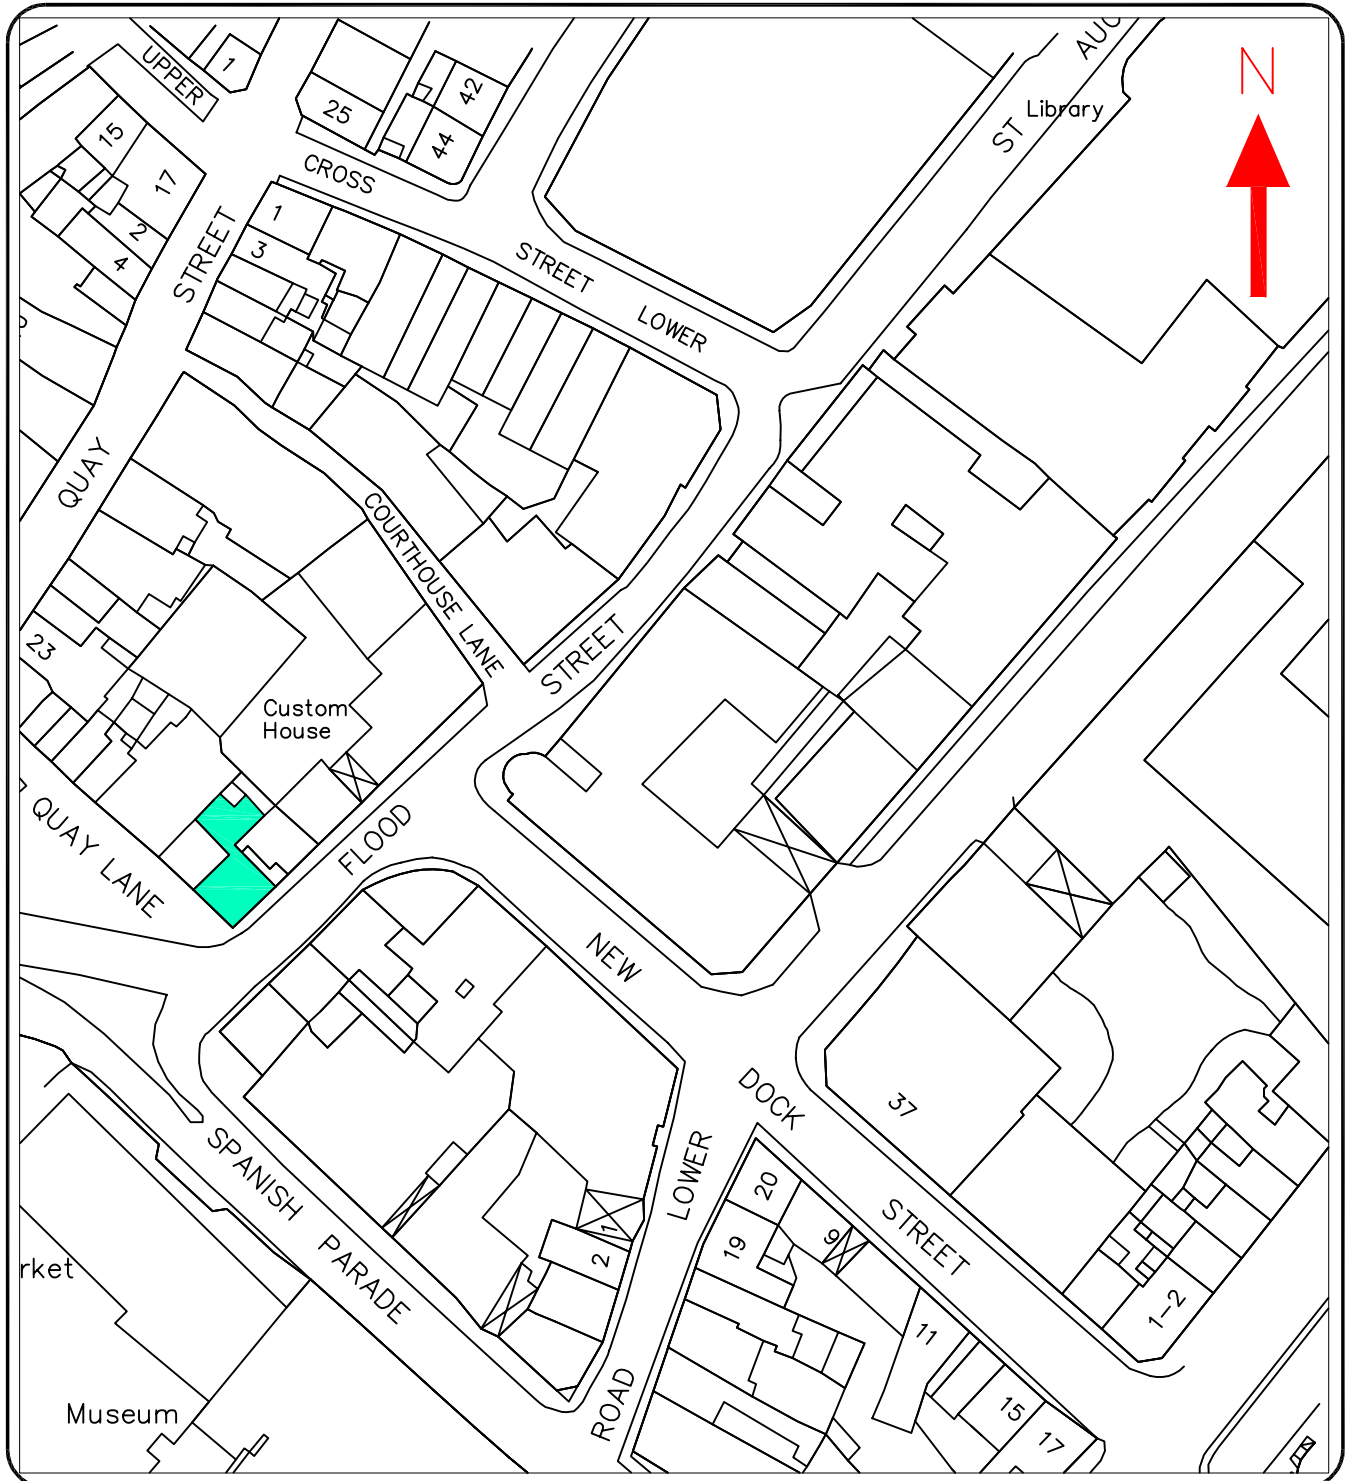 AUG
N
1
UPPER
42
25
Library
15
44
ST
CROSS
17
1
2
3
STREET
4
STREET
LOWER
QUAY
COURTHOUSE LANE
23
STREET
Custom
House
QUAY LANE
FLOOD
NEW
DOCK
37
SPANISH
LOWER
20
STREET
1
9
19
2
PARADE
rket
1-2
11
ROAD
15
Museum
17